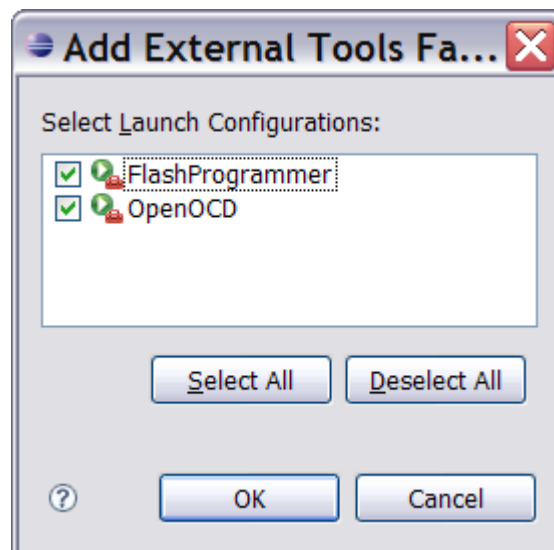 Add External Tools Fa...
Select Launch Configurations:
FlashProgrammer
OpenOCD
Select All Deselect All
? OK Cancel